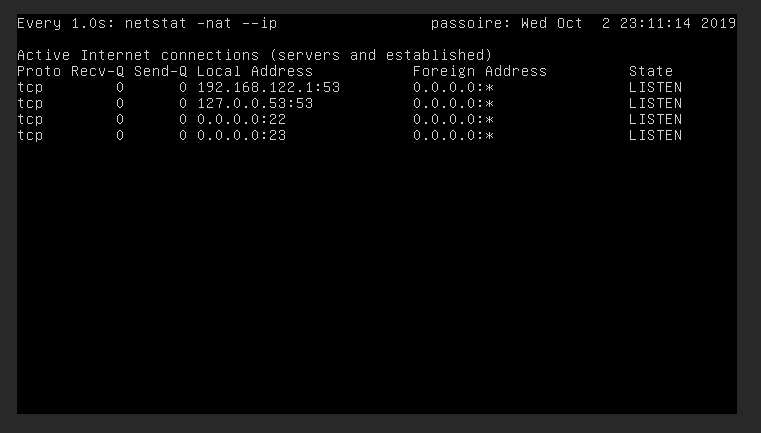 Every 1.0s: netstat -nat --ip                 passoire: Wed Oct  2 23:11:14 2019
Active Internet connections (servers and established)
Proto Recv-Q Send-Q Local Address           Foreign Address         State
tcp        0      0 192.168.122.1:53        0.0.0.0:*               LISTEN
tcp        0      0 127.0.0.53:53           0.0.0.0:*               LISTEN
tcp        0      0 0.0.0.0:22              0.0.0.0:*               LISTEN
tcp        0      0 0.0.0.0:23              0.0.0.0:*               LISTEN